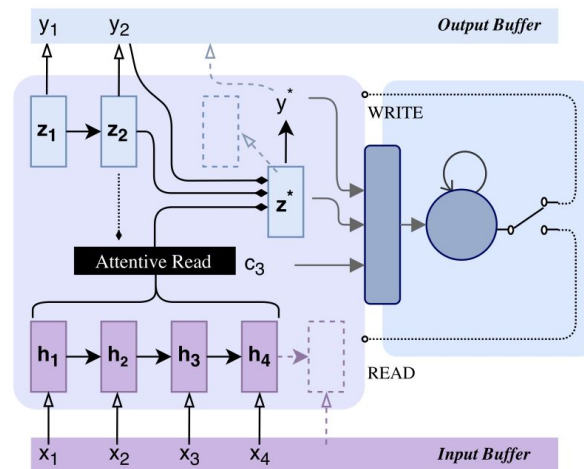 y1 y2 Output Buffer
y* WRITE
z1 z2
z*
Attentive Read c3
h1 h2 h3 h4
READ
x1 x2 x3 x4 Input Buffer